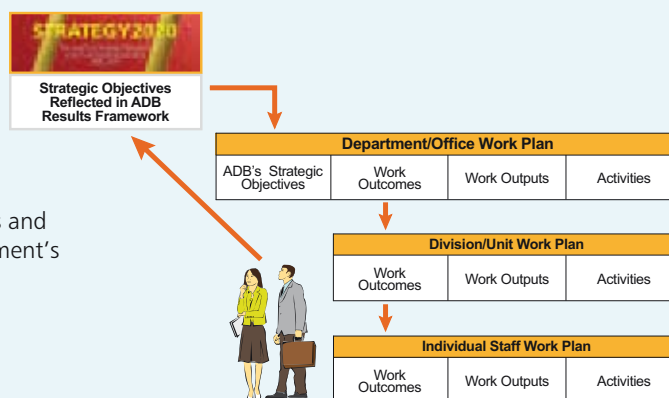 STRATEGY2020
Strategic Objectives
Reflected in ADB
Results Framework
Department/Office Work Plan
ADB's Strategic
Objectives
Work
Outcomes
Work Outputs
Activities
s and
ment's
Division/Unit Work Plan
Work
Outcomes
Work Outputs
Activities
Individual Staff Work Plan
Work
Outcomes
Work Outputs
Activities